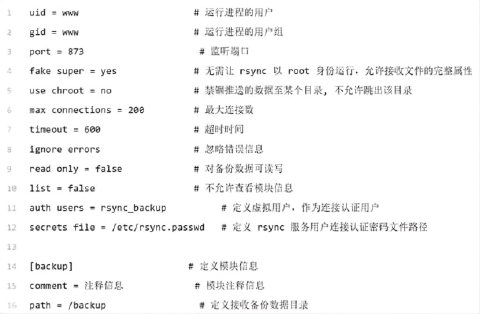 1 uid = www # 运行进程的用户
2 gid = www # 运行进程的用户组
3 port = 873 # 监听端口
4 fake super = yes # 无需让 rsync 以 root 身份运行，允许接收文件的完整属性
5 use chroot = no # 禁锢推送的数据至某个目录, 不允许跳出该目录
6 max connections = 200 # 最大连接数
7 timeout = 600 # 超时时间
8 ignore errors # 忽略错误信息
9 read only = false # 对备份数据可读写
10 list = false # 不允许查看模块信息
11 auth users = rsync_backup # 定义虚拟用户，作为连接认证用户
12 secrets file = /etc/rsync.passwd # 定义 rsync 服务用户连接认证密码文件路径
13
14 [backup] # 定义模块信息
15 comment = 注释信息 # 模块注释信息
16 path = /backup # 定义接收备份数据目录